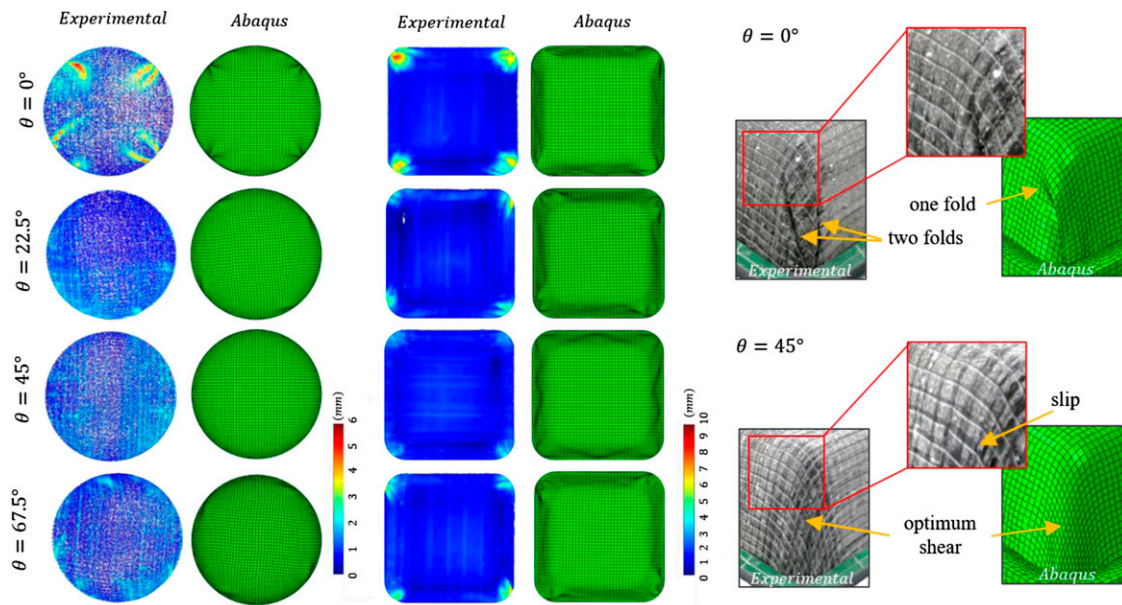 Experimental
Abaqus
Experimental
Abaqus
θ = 0°
θ = 22.5°
θ = 45°
θ = 67.5°
(mm)
6
5
4
3
2
1
0
(mm)
10
9
8
7
6
5
4
3
2
1
0
θ = 0°
one fold
two folds
Experimental
Abaqus
θ = 45°
slip
optimum
shear
Experimental
Abaqus